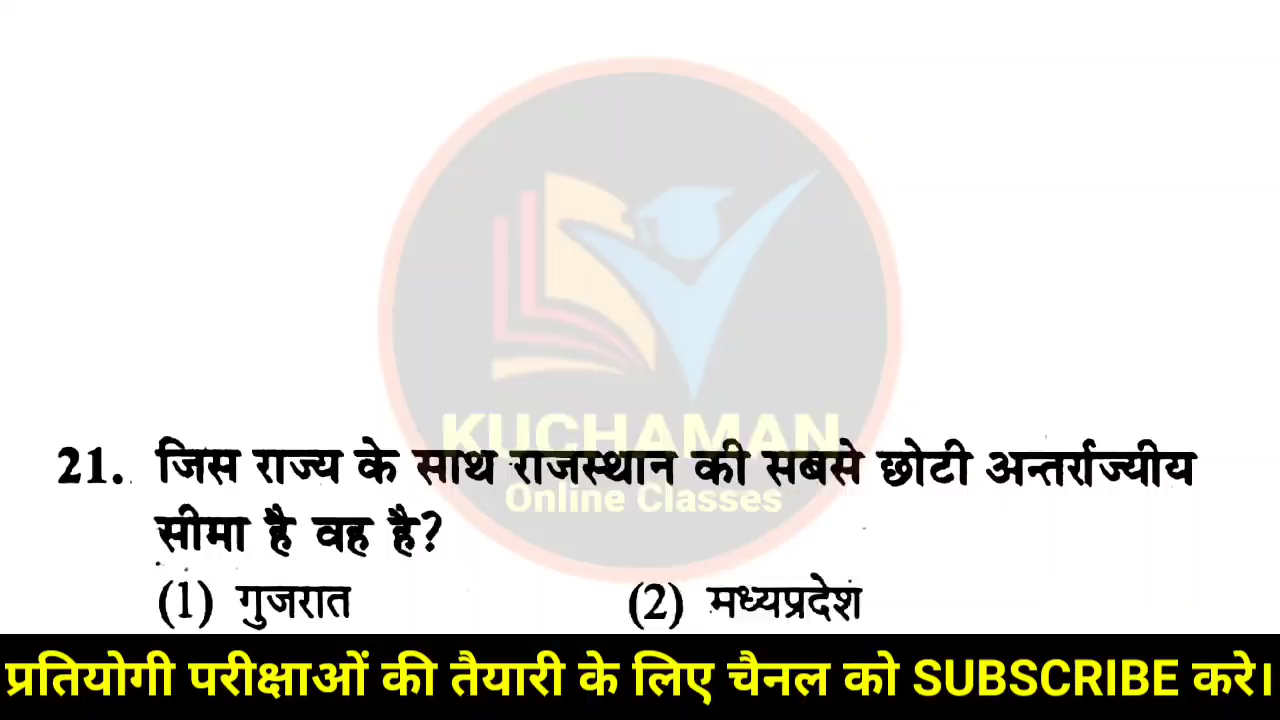 KUCHAMAN
Online Classes
21. जिस राज्य के साथ राजस्थान की सबसे छोटी अन्तर्राज्यीय
सीमा है वह है?
(1) गुजरात (2) मध्यप्रदेश
प्रतियोगी परीक्षाओं की तैयारी के लिए चैनल को SUBSCRIBE करे।